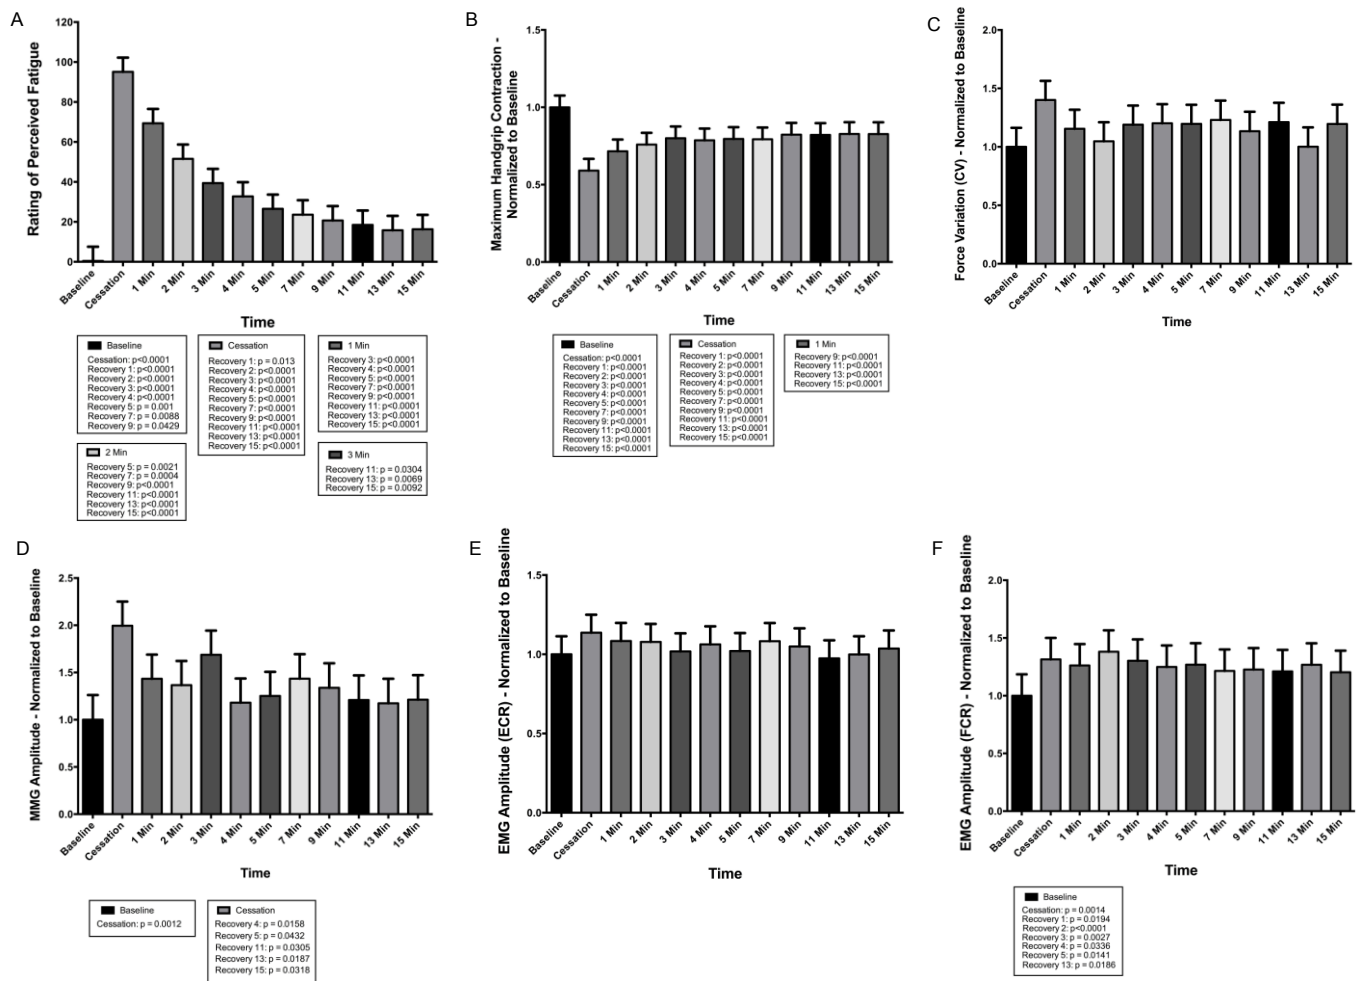 A
Rating of Perceived Fatigue
120
100
80
60
40
20
0
Baseline
Cessation
1 Min
2 Min
3 Min
4 Min
5 Min
7 Min
9 Min
11 Min
13 Min
15 Min
Time
Baseline
Cessation: p<0.0001
Recovery 1: p<0.0001
Recovery 2: p<0.0001
Recovery 3: p<0.0001
Recovery 4: p<0.0001
Recovery 5: p = 0.001
Recovery 7: p = 0.0088
Recovery 9: p = 0.0429
Cessation
Recovery 1: p = 0.013
Recovery 2: p<0.0001
Recovery 3: p<0.0001
Recovery 4: p<0.0001
Recovery 5: p<0.0001
Recovery 7: p<0.0001
Recovery 9: p<0.0001
Recovery 11: p<0.0001
Recovery 13: p<0.0001
Recovery 15: p<0.0001
1 Min
Recovery 3: p<0.0001
Recovery 4: p<0.0001
Recovery 5: p<0.0001
Recovery 7: p<0.0001
Recovery 9: p<0.0001
Recovery 11: p<0.0001
Recovery 13: p<0.0001
Recovery 15: p<0.0001
2 Min
Recovery 5: p = 0.0021
Recovery 7: p = 0.0004
Recovery 9: p<0.0001
Recovery 11: p<0.0001
Recovery 13: p<0.0001
Recovery 15: p<0.0001
3 Min
Recovery 11: p = 0.0304
Recovery 13: p = 0.0069
Recovery 15: p = 0.0092
B
Maximum Handgrip Contraction -
Normalized to Baseline
1.5
1.0
0.5
0.0
Baseline
Cessation
1 Min
2 Min
3 Min
4 Min
5 Min
7 Min
9 Min
11 Min
13 Min
15 Min
Time
Baseline
Cessation: p<0.0001
Recovery 1: p<0.0001
Recovery 2: p<0.0001
Recovery 3: p<0.0001
Recovery 4: p<0.0001
Recovery 5: p<0.0001
Recovery 7: p<0.0001
Recovery 9: p<0.0001
Recovery 11: p<0.0001
Recovery 13: p<0.0001
Recovery 15: p<0.0001
Cessation
Recovery 1: p<0.0001
Recovery 2: p<0.0001
Recovery 3: p<0.0001
Recovery 4: p<0.0001
Recovery 5: p<0.0001
Recovery 7: p<0.0001
Recovery 9: p<0.0001
Recovery 11: p<0.0001
Recovery 13: p<0.0001
Recovery 15: p<0.0001
1 Min
Recovery 9: p<0.0001
Recovery 11: p<0.0001
Recovery 13: p<0.0001
Recovery 15: p<0.0001
C
Force Variation (CV) - Normalized to Baseline
2.0
1.5
1.0
0.5
0.0
Baseline
Cessation
1 Min
2 Min
3 Min
4 Min
5 Min
7 Min
9 Min
11 Min
13 Min
15 Min
Time
D
MMG Amplitude - Normalized to Baseline
2.5
2.0
1.5
1.0
0.5
0.0
Baseline
Cessation
1 Min
2 Min
3 Min
4 Min
5 Min
7 Min
9 Min
11 Min
13 Min
15 Min
Time
Baseline
Cessation: p = 0.0012
Cessation
Recovery 4: p = 0.0158
Recovery 5: p = 0.0432
Recovery 11: p = 0.0305
Recovery 13: p = 0.0187
Recovery 15: p = 0.0318
E
EMG Amplitude (ECR) - Normalized to Baseline
1.5
1.0
0.5
0.0
Baseline
Cessation
1 Min
2 Min
3 Min
4 Min
5 Min
7 Min
9 Min
11 Min
13 Min
15 Min
Time
F
EMG Amplitude (FCR) - Normalized to Baseline
2.0
1.5
1.0
0.5
0.0
Baseline
Cessation
1 Min
2 Min
3 Min
4 Min
5 Min
7 Min
9 Min
11 Min
13 Min
15 Min
Time
Baseline
Cessation: p = 0.0014
Recovery 1: p = 0.0194
Recovery 2: p<0.0001
Recovery 3: p = 0.0027
Recovery 4: p = 0.0336
Recovery 5: p = 0.0141
Recovery 13: p = 0.0186